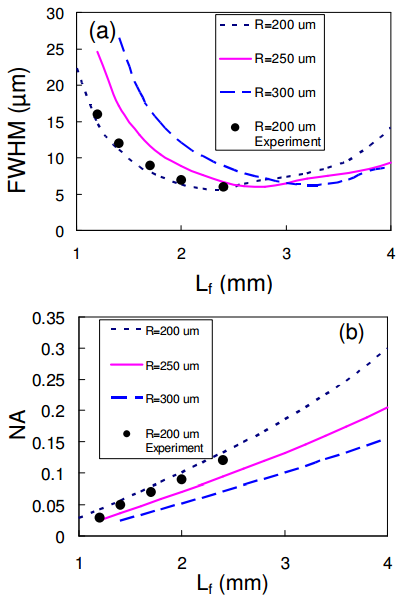 (a)
30
25
20
15
10
5
0
FWHM (µm)
R=200 um
R=250 um
R=300 um
R=200 um
Experiment
1 2 3 4
Lf (mm)
(b)
0.35
0.3
0.25
0.2
0.15
0.1
0.05
0
NA
R=200 um
R=250 um
R=300 um
R=200 um
Experiment
1 2 3 4
Lf (mm)